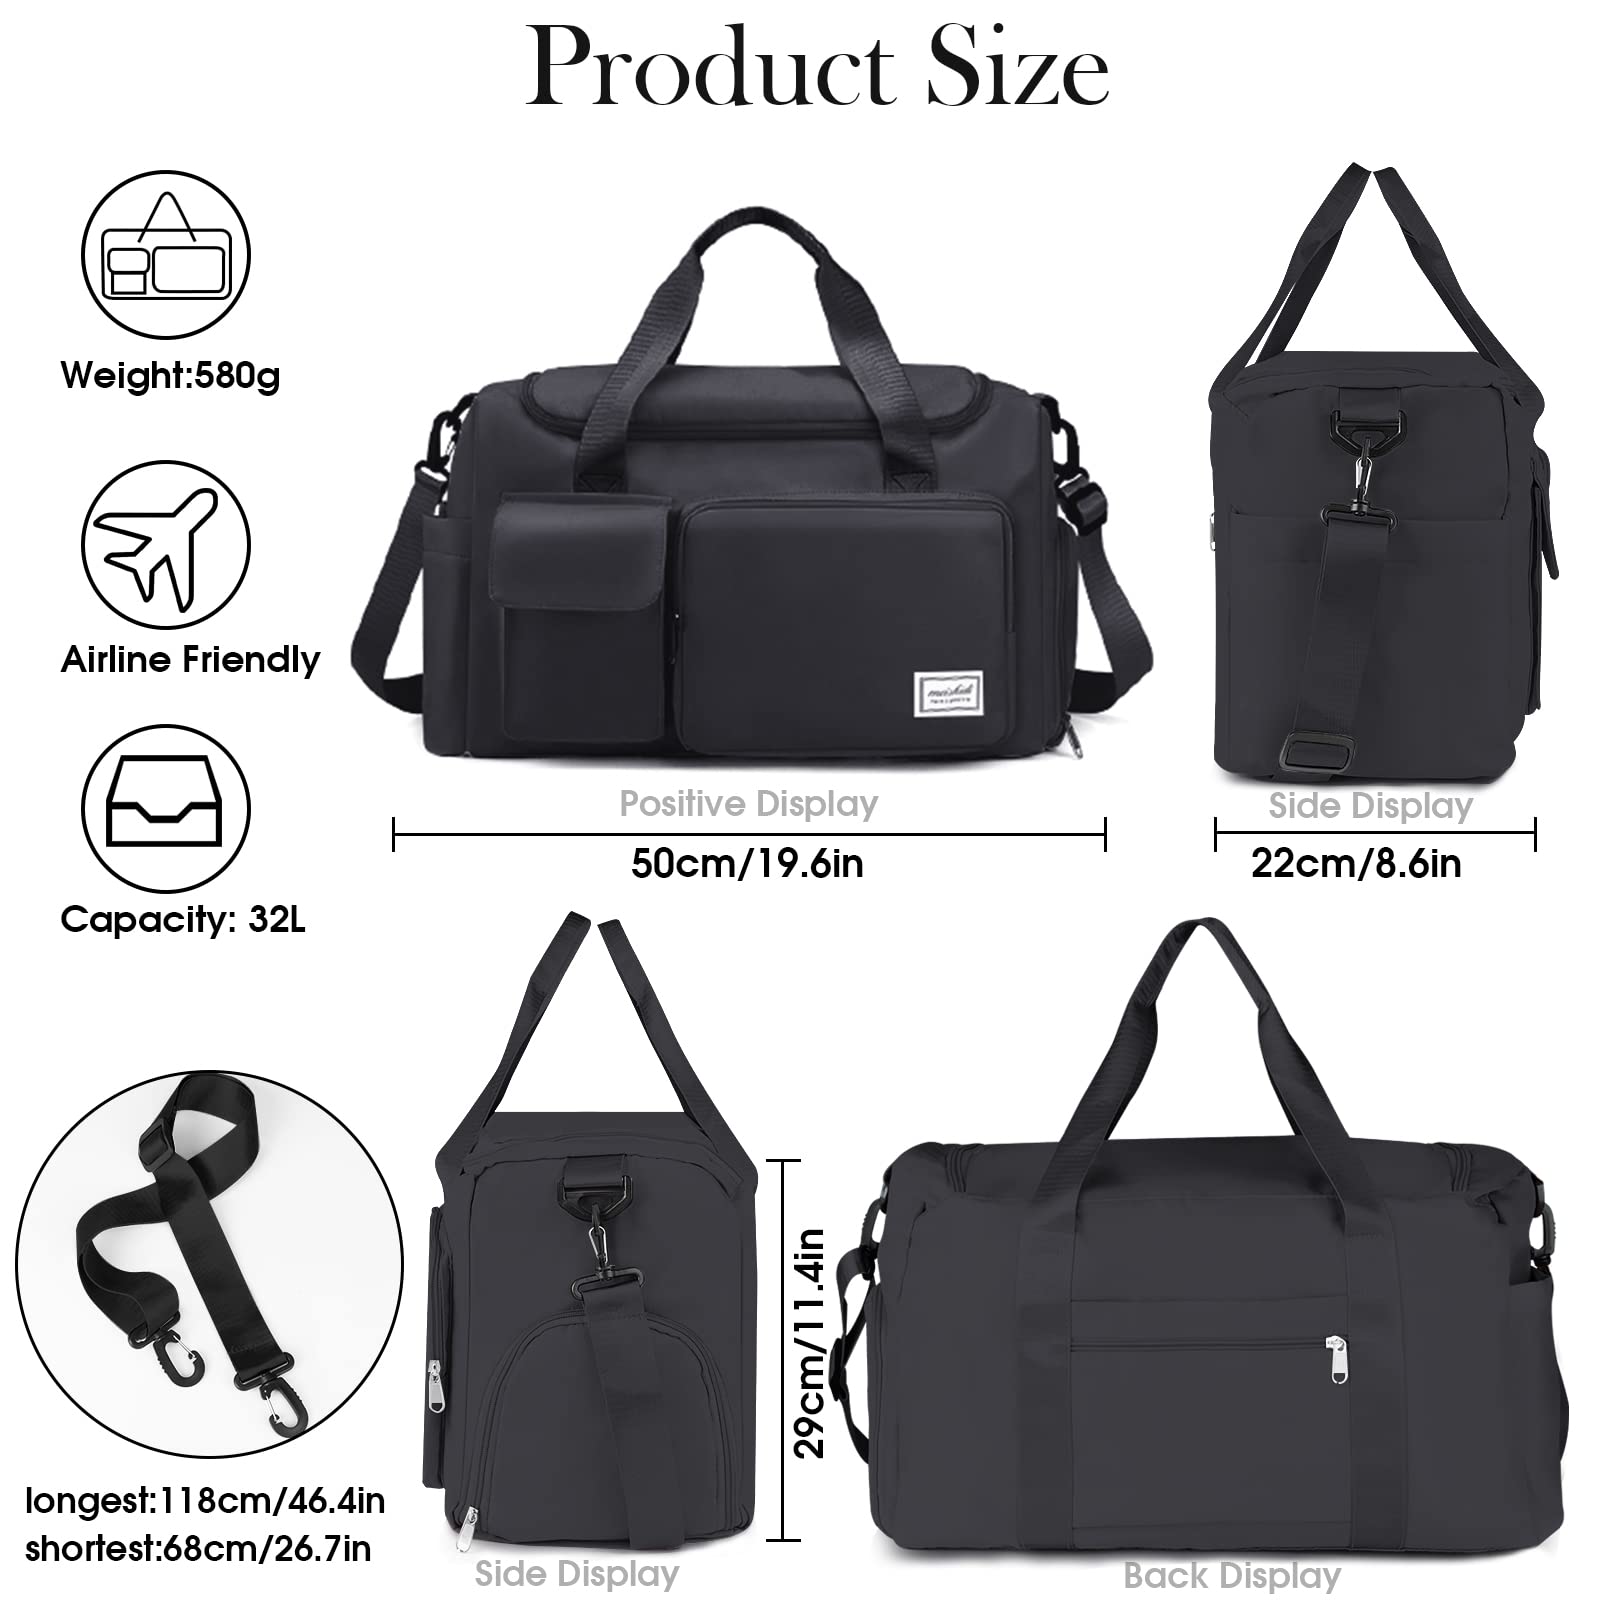 Product Size
Weight:580g
Airline Friendly
Capacity: 32L
Positive Display
50cm/19.6in
Side Display
22cm/8.6in
longest:118cm/46.4in
shortest:68cm/26.7in
29cm/11.4in
Side Display
Back Display